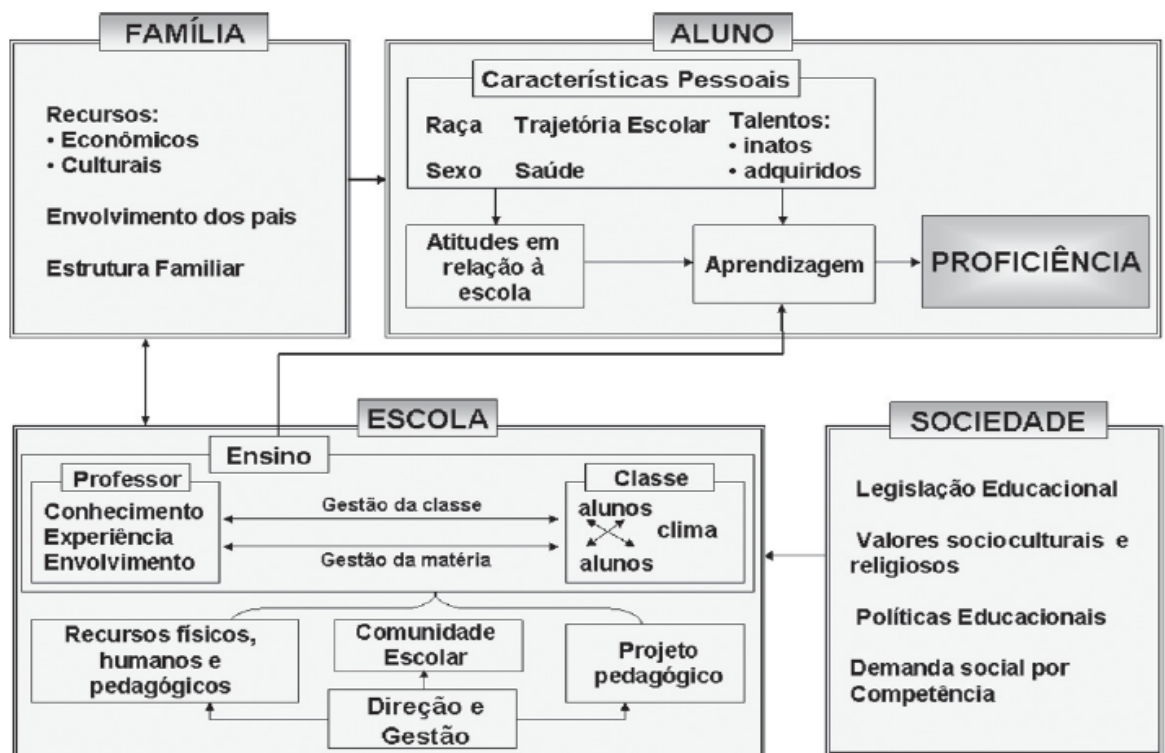 FAMÍLIA
Recursos:
• Econômicos
• Culturais
Envolvimento dos pais
Estrutura Familiar
ALUNO
Características Pessoais
Raça
Trajetória Escolar
Talentos:
• inatos
• adquiridos
Sexo
Saúde
Atitudes em
relação à
escola
Aprendizagem
PROFICIÊNCIA
ESCOLA
Ensino
Professor
Conhecimento
Experiência
Envolvimento
Gestão da classe
Gestão da matéria
Classe
alunos
clima
alunos
Recursos físicos,
humanos e
pedagógicos
Comunidade
Escolar
Projeto
pedagógico
Direção e
Gestão
SOCIEDADE
Legislação Educacional
Valores socioculturais e
religiosos
Políticas Educacionais
Demanda social por
Competência